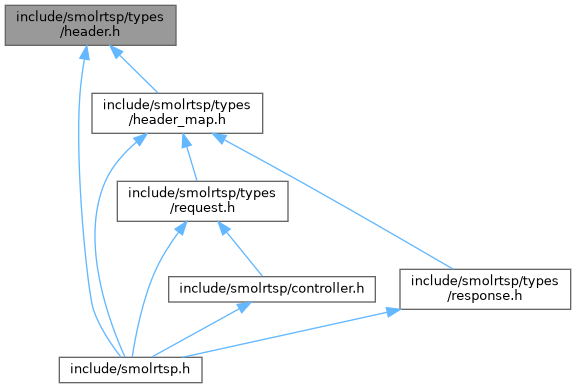 include/smolrtsp/types
/header.h
include/smolrtsp/types
/header_map.h
include/smolrtsp/types
/request.h
include/smolrtsp/controller.h
include/smolrtsp/types
/response.h
include/smolrtsp.h